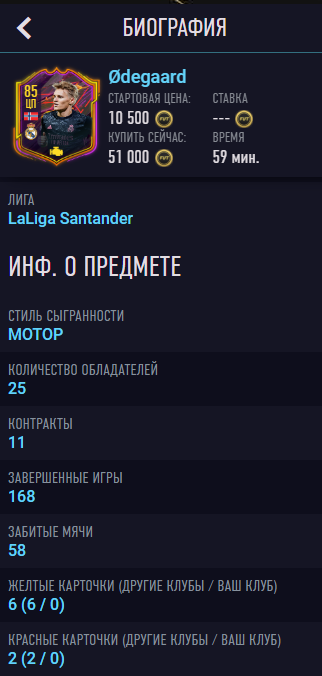 БИОГРАФИЯ
85
ЦП
Ødegaard
СТАРТОВАЯ ЦЕНА:
СТАВКА
10 500
---
КУПИТЬ СЕЙЧАС:
ВРЕМЯ
51 000
59 мин.
ЛИГА
LaLiga Santander
ИНФ. О ПРЕДМЕТЕ
СТИЛЬ СЫГРАННОСТИ
МОТОР
КОЛИЧЕСТВО ОБЛАДАТЕЛЕЙ
25
КОНТРАКТЫ
11
ЗАВЕРШЕННЫЕ ИГРЫ
168
ЗАБИТЫЕ МЯЧИ
58
ЖЕЛТЫЕ КАРТОЧКИ (ДРУГИЕ КЛУБЫ / ВАШ КЛУБ)
6 (6 / 0)
КРАСНЫЕ КАРТОЧКИ (ДРУГИЕ КЛУБЫ / ВАШ КЛУБ)
2 (2 / 0)